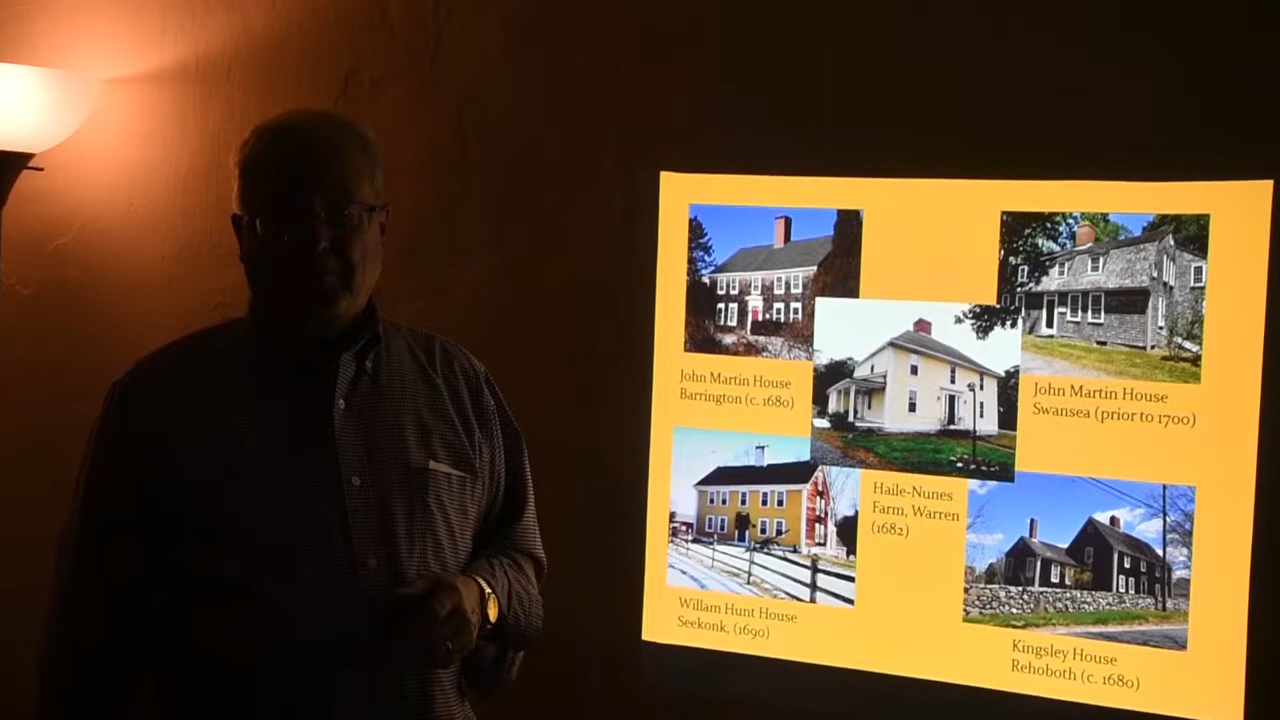 John Martin House
Barrington (c. 1680)
John Martin House
Swansea (prior to 1700)
Haile-Nunes
Farm, Warren
(1682)
Willam Hunt House
Seekonk, (1690)
Kingsley House
Rehoboth (c. 1680)